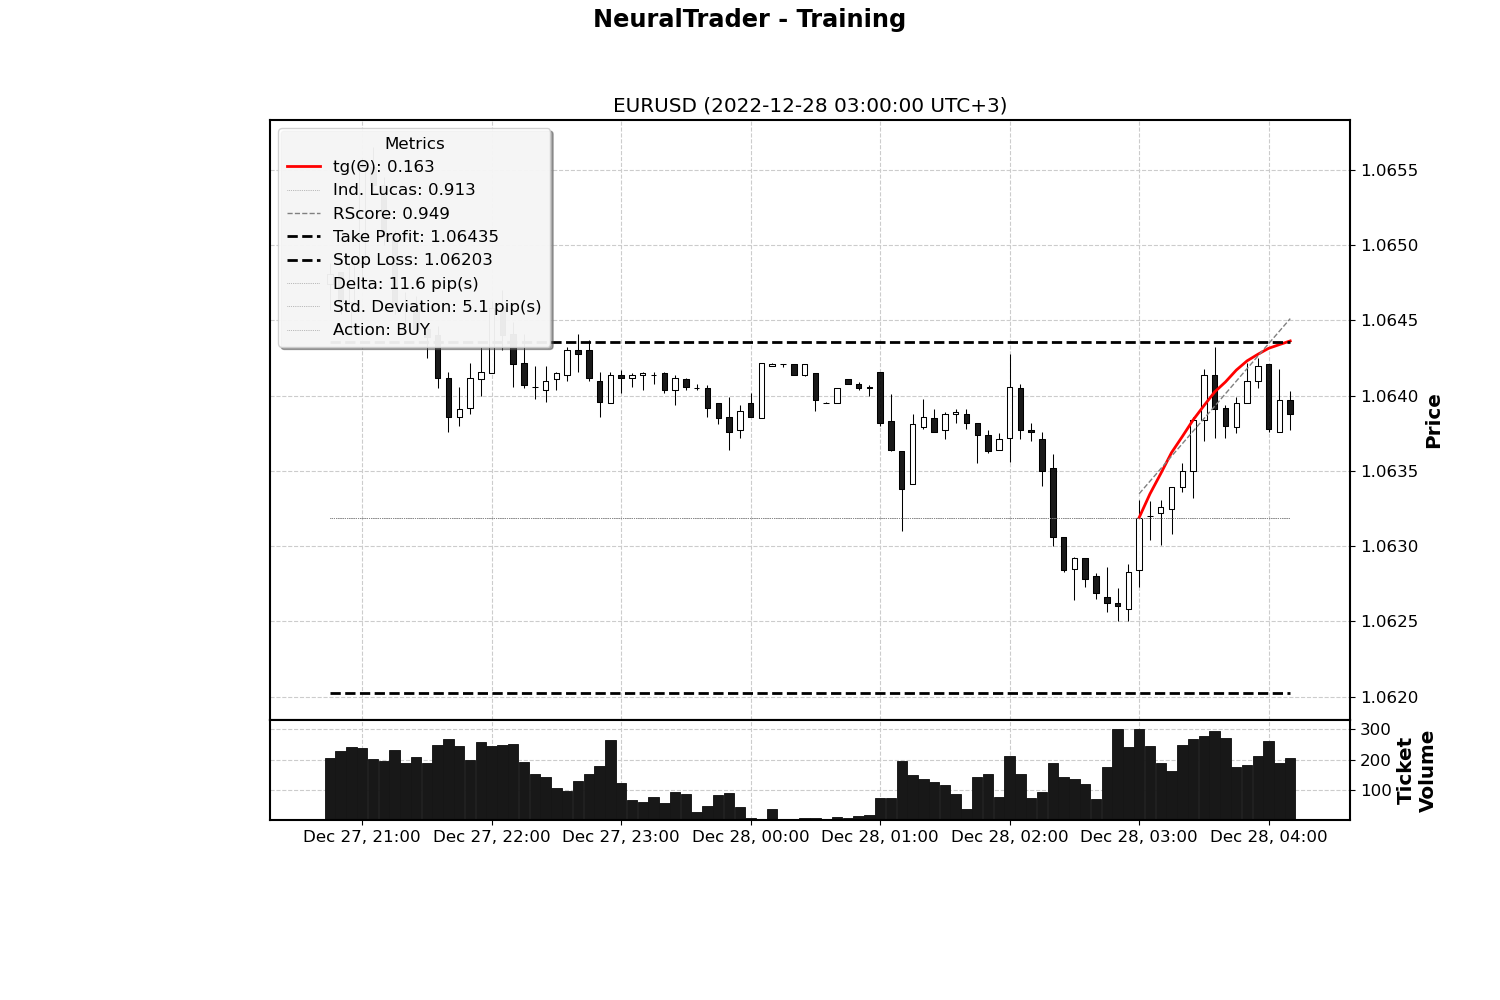 NeuralTrader - Training
EURUSD (2022-12-28 03:00:00 UTC+3)
Metrics
tg(Θ): 0.163
Ind. Lucas: 0.913
RScore: 0.949
Take Profit: 1.06435
Stop Loss: 1.06203
Delta: 11.6 pip(s)
Std. Deviation: 5.1 pip(s)
Action: BUY
1.0655
1.0650
1.0645
1.0640
1.0635
1.0630
1.0625
1.0620
Price
300
200
100
Ticket
Volume
Dec 27, 21:00
Dec 27, 22:00
Dec 27, 23:00
Dec 28, 00:00
Dec 28, 01:00
Dec 28, 02:00
Dec 28, 03:00
Dec 28, 04:00